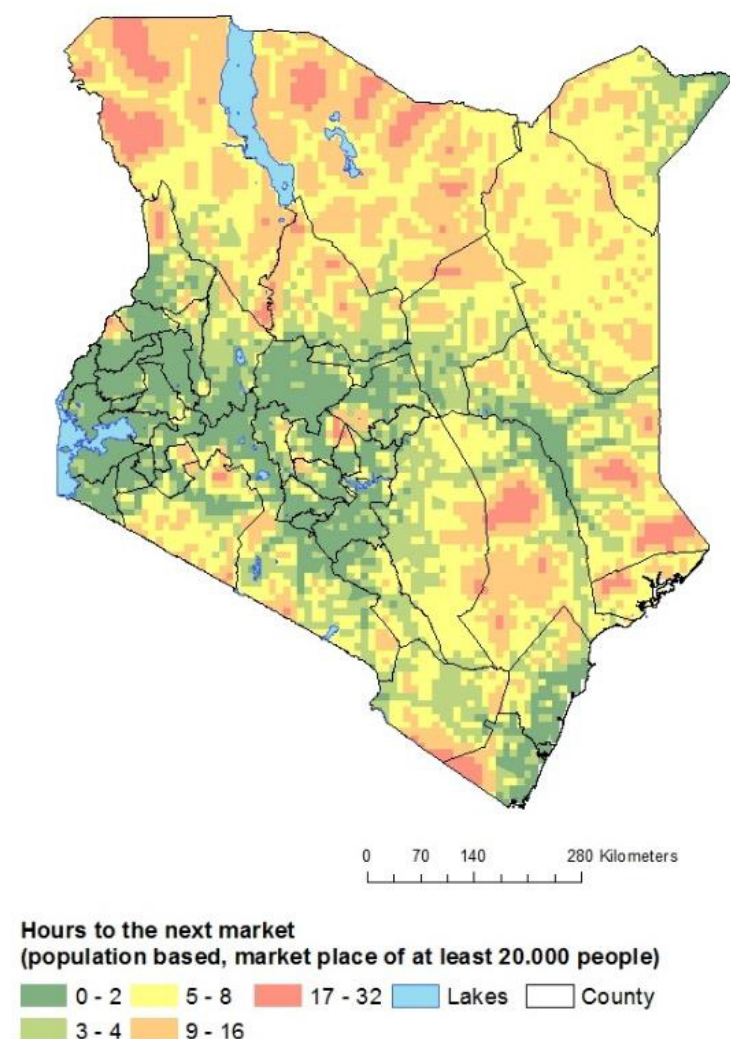 0 70 140 280 Kilometers
Hours to the next market
(population based, market place of at least 20.000 people)
0 - 2 5 - 8 17 - 32 Lakes County
3 - 4 9 - 16